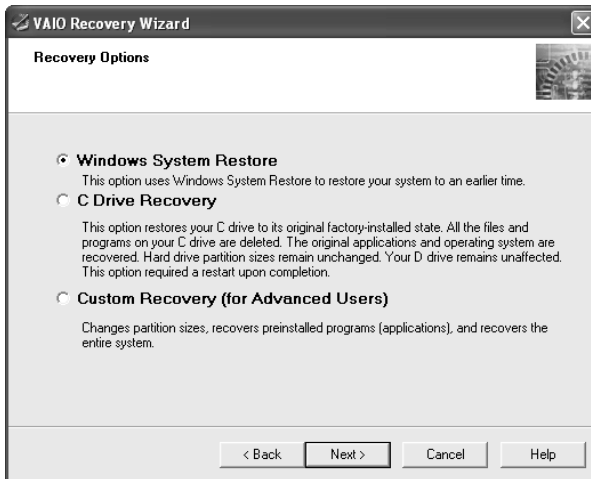 VAIO Recovery Wizard
Recovery Options
Windows System Restore
This option uses Windows System Restore to restore your system to an earlier time.
C Drive Recovery
This option restores your C drive to its original factory-installed state. All the files and
programs on your C drive are deleted. The original applications and operating system are
recovered. Hard drive partition sizes remain unchanged. Your D drive remains unaffected.
This option required a restart upon completion.
Custom Recovery (for Advanced Users)
Changes partition sizes, recovers preinstalled programs (applications), and recovers the
entire system.
< Back Next > Cancel Help